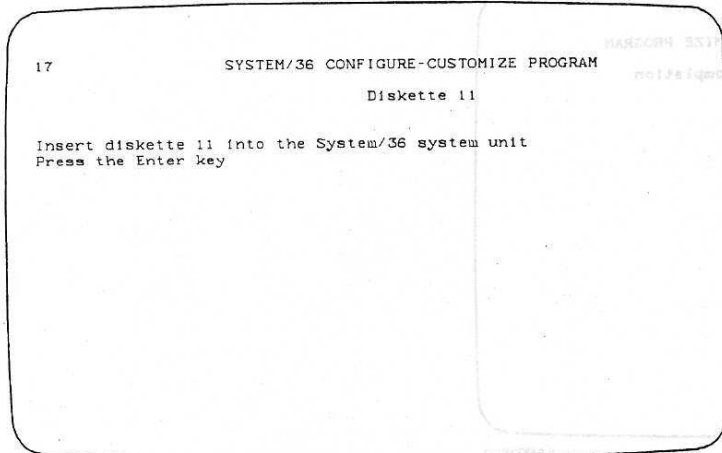 17 SYSTEM/36 CONFIGURE-CUSTOMIZE PROGRAM
Diskette 11
Insert diskette 11 into the System/36 system unit
Press the Enter key